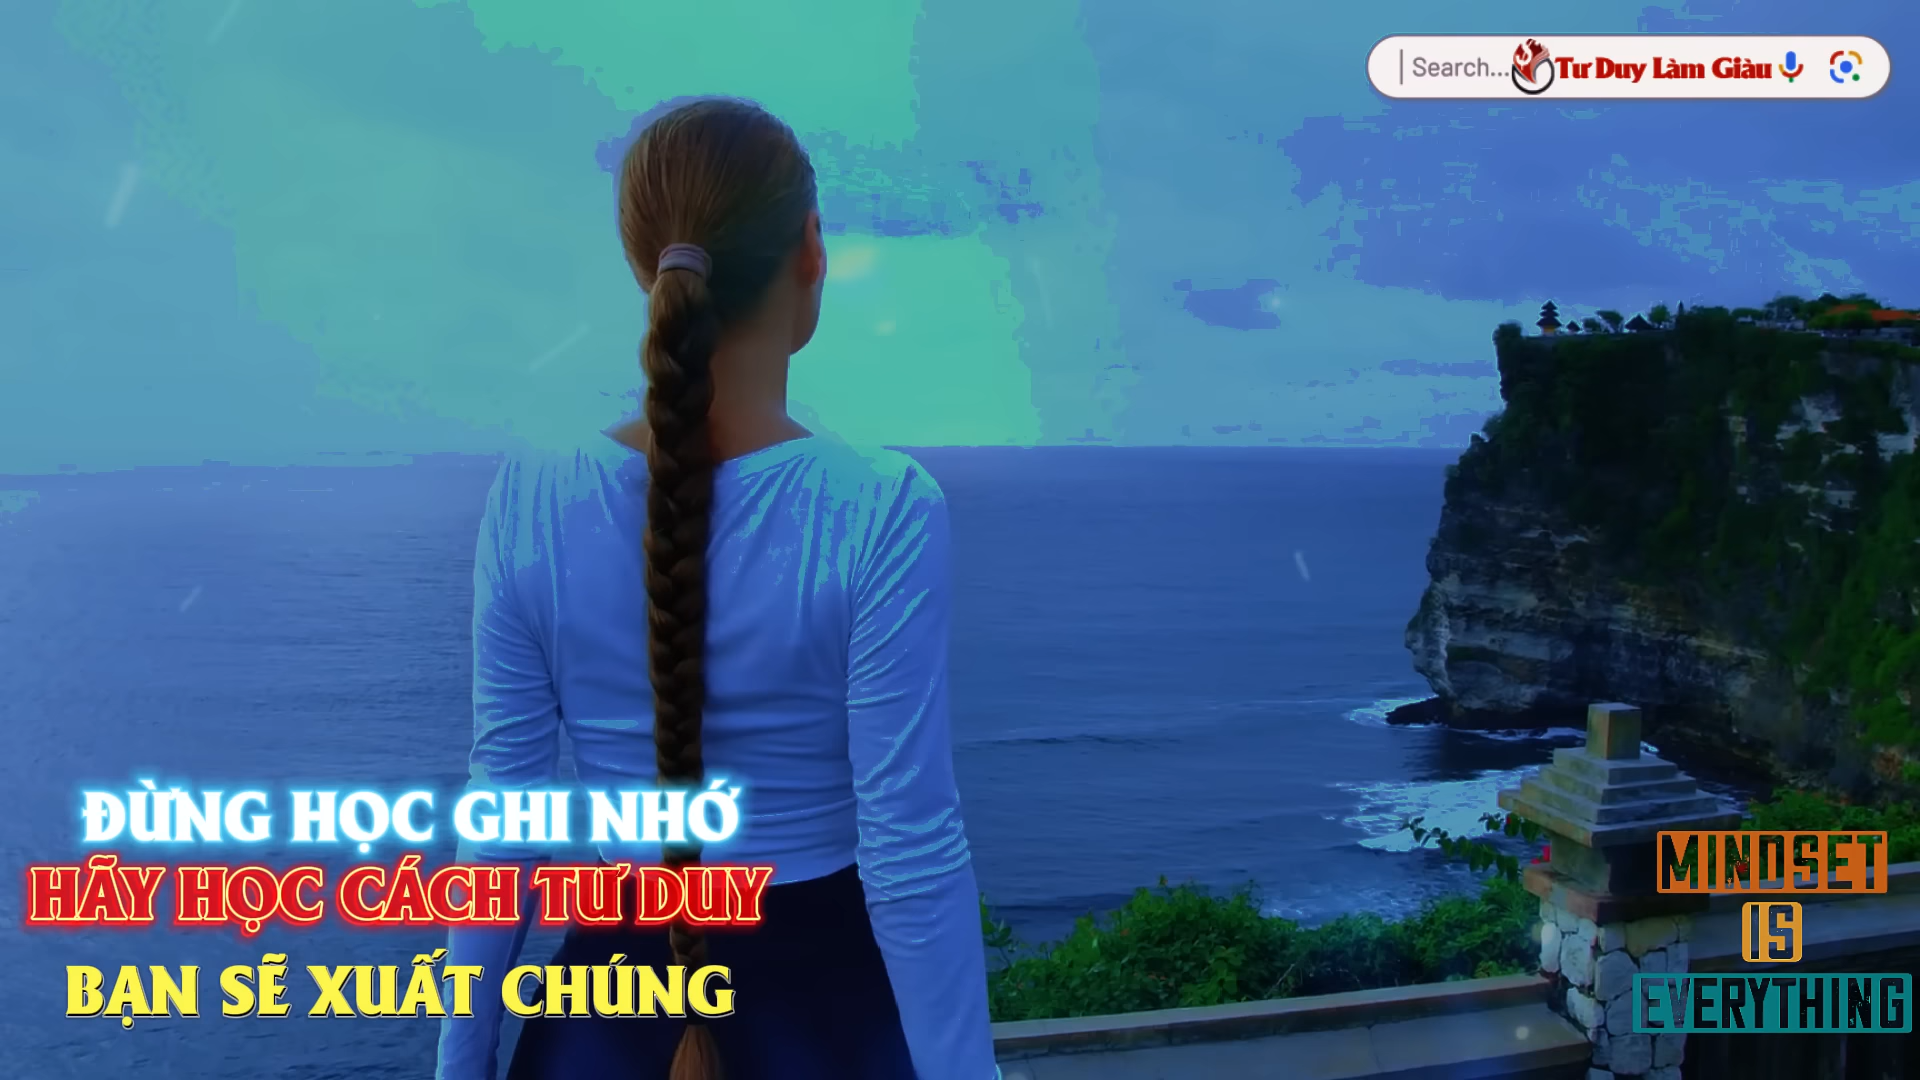 Search... Tư Duy Làm Giàu
ĐỪNG HỌC GHI NHỚ
HÃY HỌC CÁCH TƯ DUY
BẠN SẼ XUẤT CHÚNG
MINDSET
IS
EVERYTHING